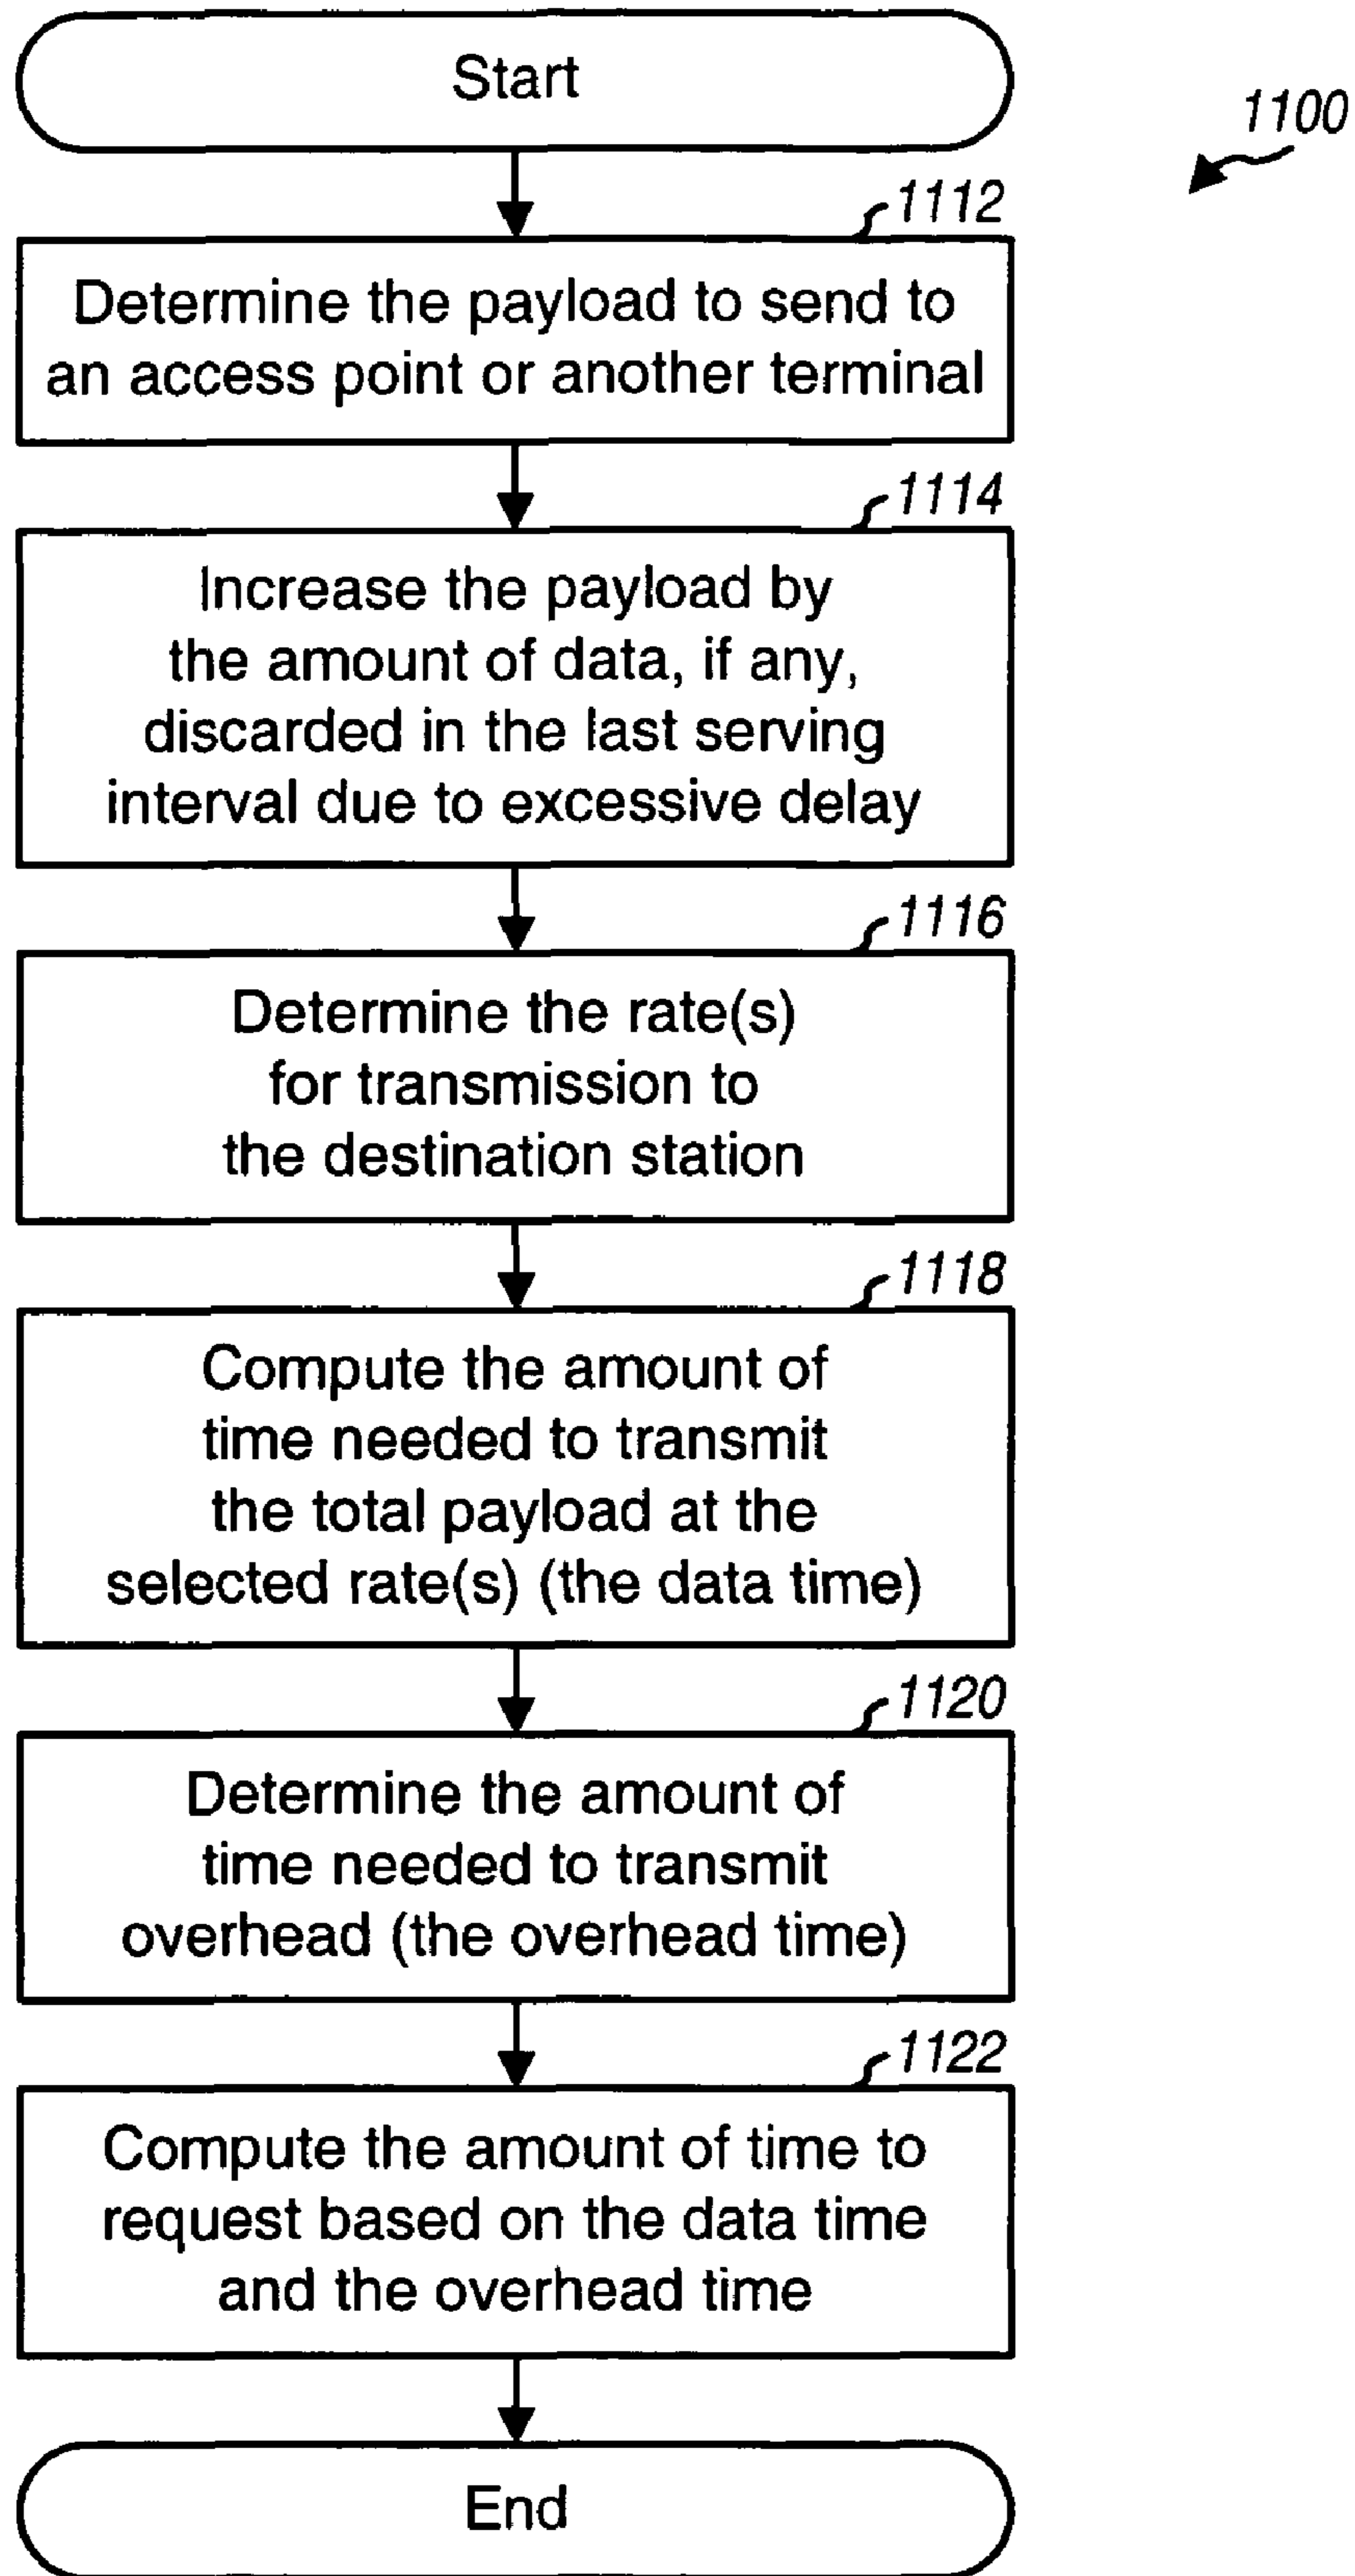 Start
1100
1112
Determine the payload to send to
an access point or another terminal
1114
Increase the payload by
the amount of data, if any,
discarded in the last serving
interval due to excessive delay
1116
Determine the rate(s)
for transmission to
the destination station
1118
Compute the amount of
time needed to transmit
the total payload at the
selected rate(s) (the data time)
1120
Determine the amount of
time needed to transmit
overhead (the overhead time)
1122
Compute the amount of time to
request based on the data time
and the overhead time
End